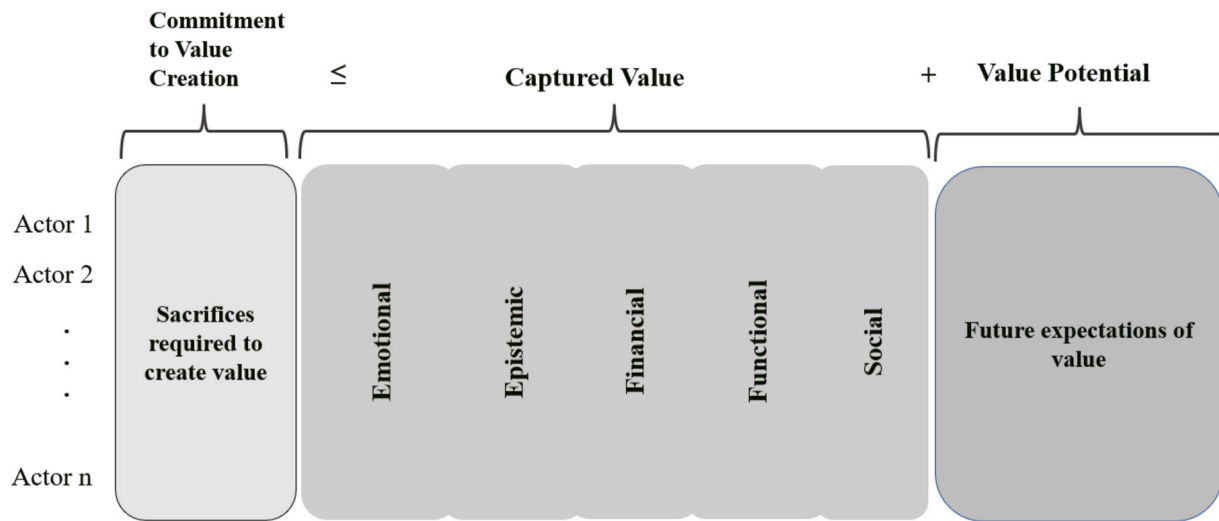 Commitment
to Value
Creation
≤
Captured Value
+
Value Potential
Actor 1
Actor 2
.
.
.
Actor n
Sacrifices
required to
create value
Emotional
Epistemic
Financial
Functional
Social
Future expectations of
value